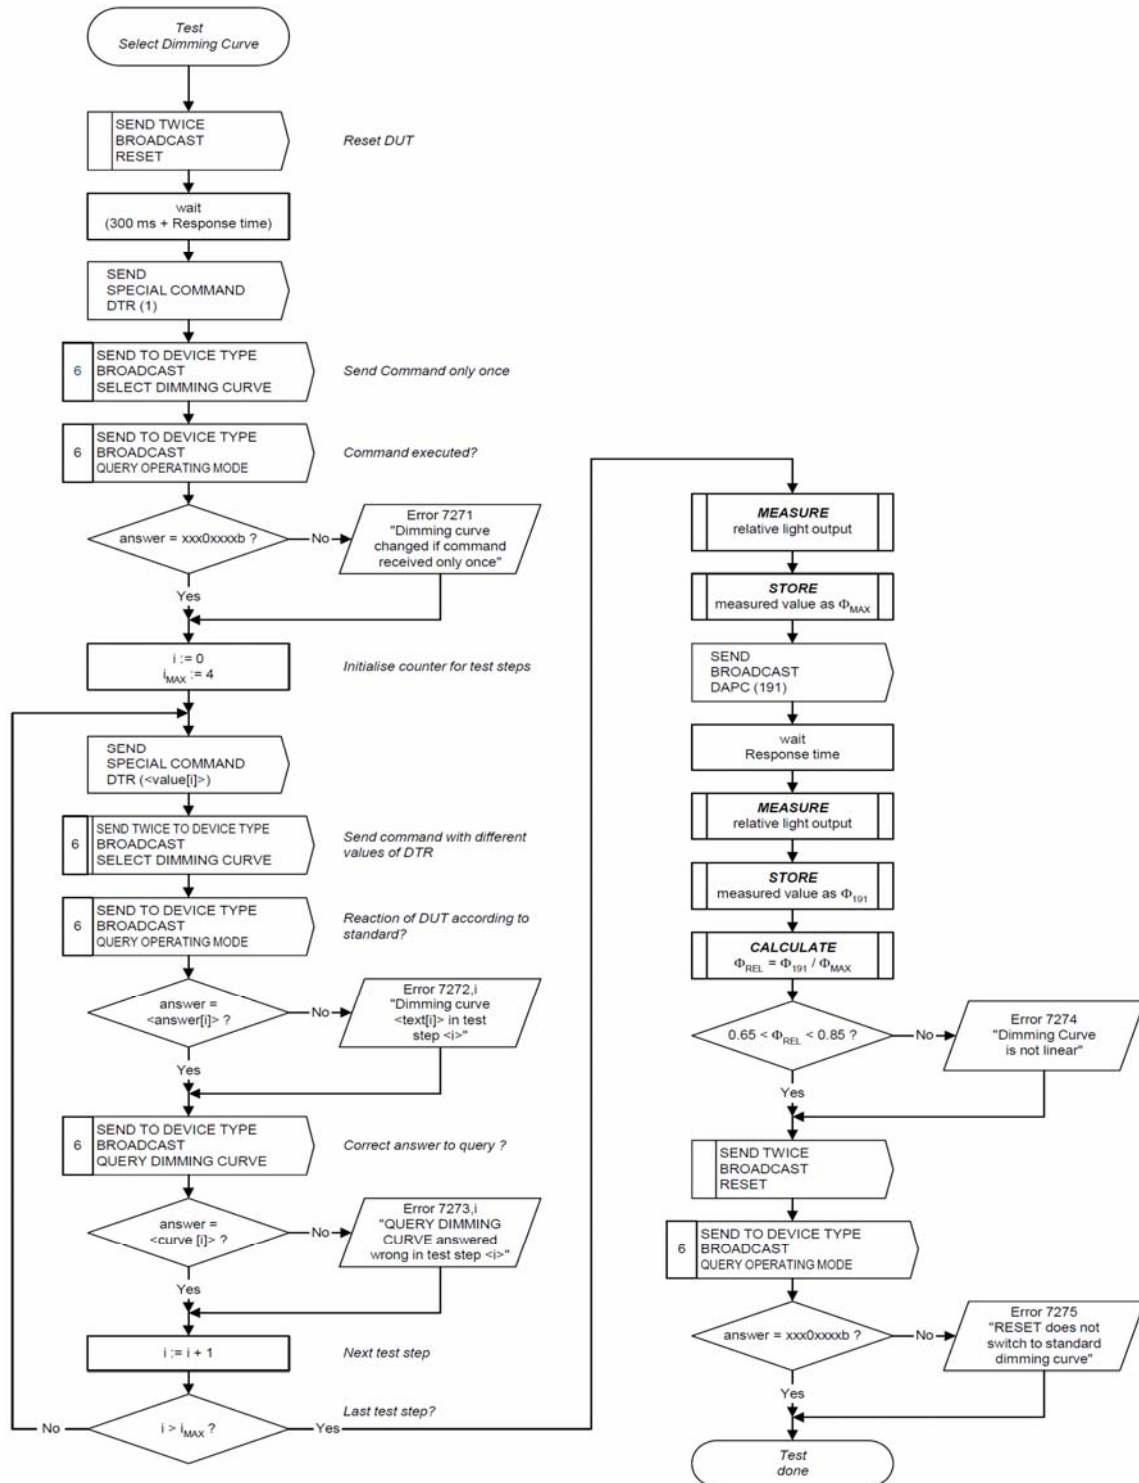 Test
Select Dimming Curve
SEND TWICE
BROADCAST
RESET
Reset DUT
wait
(300 ms + Response time)
SEND
SPECIAL COMMAND
DTR (1)
6
SEND TO DEVICE TYPE
BROADCAST
SELECT DIMMING CURVE
Send Command only once
6
SEND TO DEVICE TYPE
BROADCAST
QUERY OPERATING MODE
Command executed?
answer = xxx0xxxxb ?
No
Error 7271
"Dimming curve
changed if command
received only once"
Yes
i := 0
iMAX := 4
Initialise counter for test steps
SEND
SPECIAL COMMAND
DTR (<value[i]>)
6
SEND TWICE TO DEVICE TYPE
BROADCAST
SELECT DIMMING CURVE
Send command with different
values of DTR
6
SEND TO DEVICE TYPE
BROADCAST
QUERY OPERATING MODE
Reaction of DUT according to
standard?
answer =
<answer[i]> ?
No
Error 7272,i
"Dimming curve
<text[i]> in test
step <i>"
Yes
6
SEND TO DEVICE TYPE
BROADCAST
QUERY DIMMING CURVE
Correct answer to query ?
answer =
<curve [i]> ?
No
Error 7273,i
"QUERY DIMMING
CURVE answered
wrong in test step <i>"
Yes
i := i + 1
Next test step
i > iMAX ?
No
Yes
Last test step?
MEASURE
relative light output
STORE
measured value as ΦMAX
SEND
BROADCAST
DAPC (191)
wait
Response time
MEASURE
relative light output
STORE
measured value as Φ191
CALCULATE
ΦREL = Φ191 / ΦMAX
0.65 < ΦREL < 0.85 ?
No
Error 7274
"Dimming Curve
is not linear"
Yes
SEND TWICE
BROADCAST
RESET
6
SEND TO DEVICE TYPE
BROADCAST
QUERY OPERATING MODE
answer = xxx0xxxxb ?
No
Error 7275
"RESET does not
switch to standard
dimming curve"
Yes
Test
done